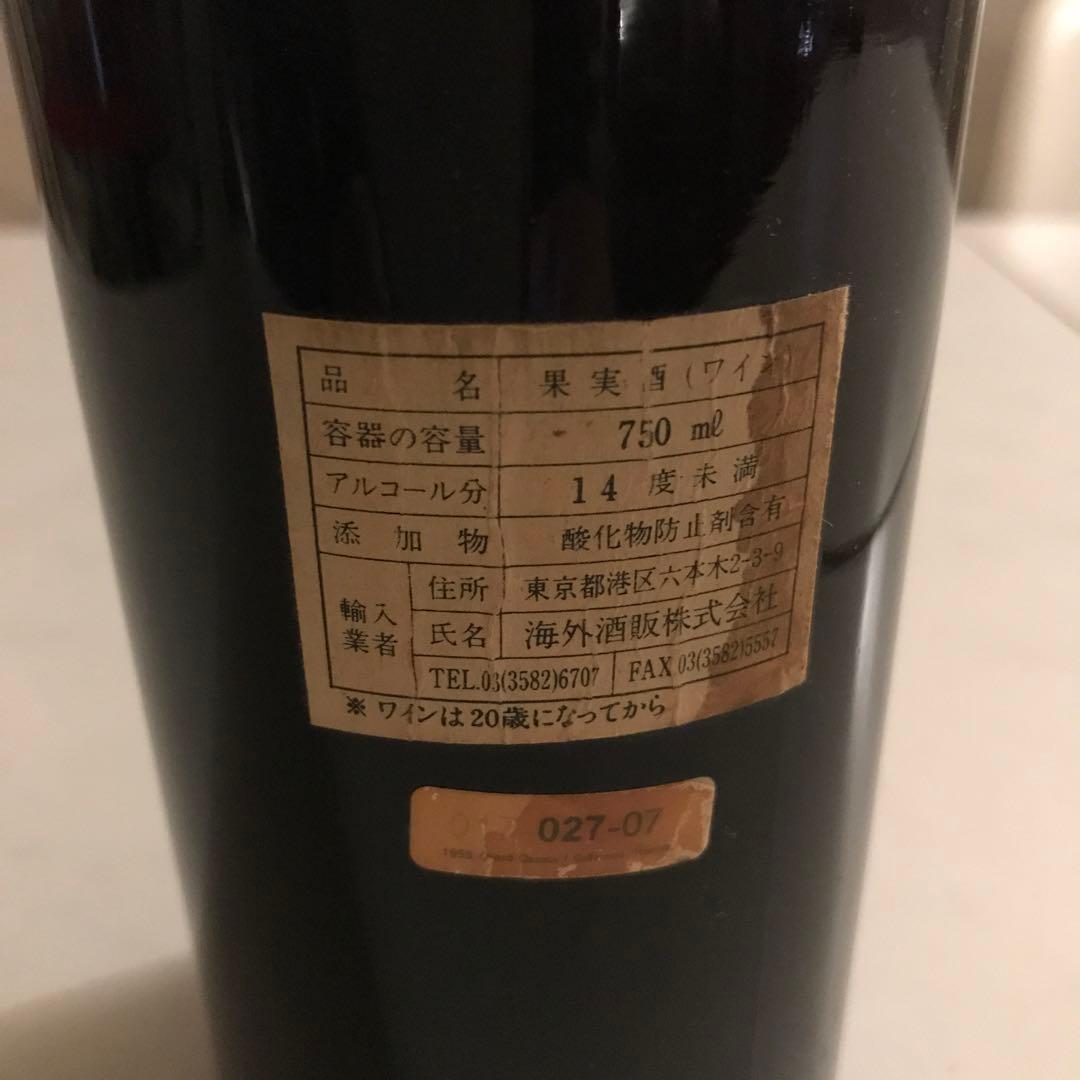 品名 果実酒(ワイン)
容器の容量 750 ml
アルコール分 14度未満
添加物 酸化物防止剤含有
輸入業者 住所 東京都港区六本木2-3-9
氏名 海外酒販株式会社
TEL.03(3582)6707 FAX 03(3582)5557
※ワインは20歳になってから
027-07